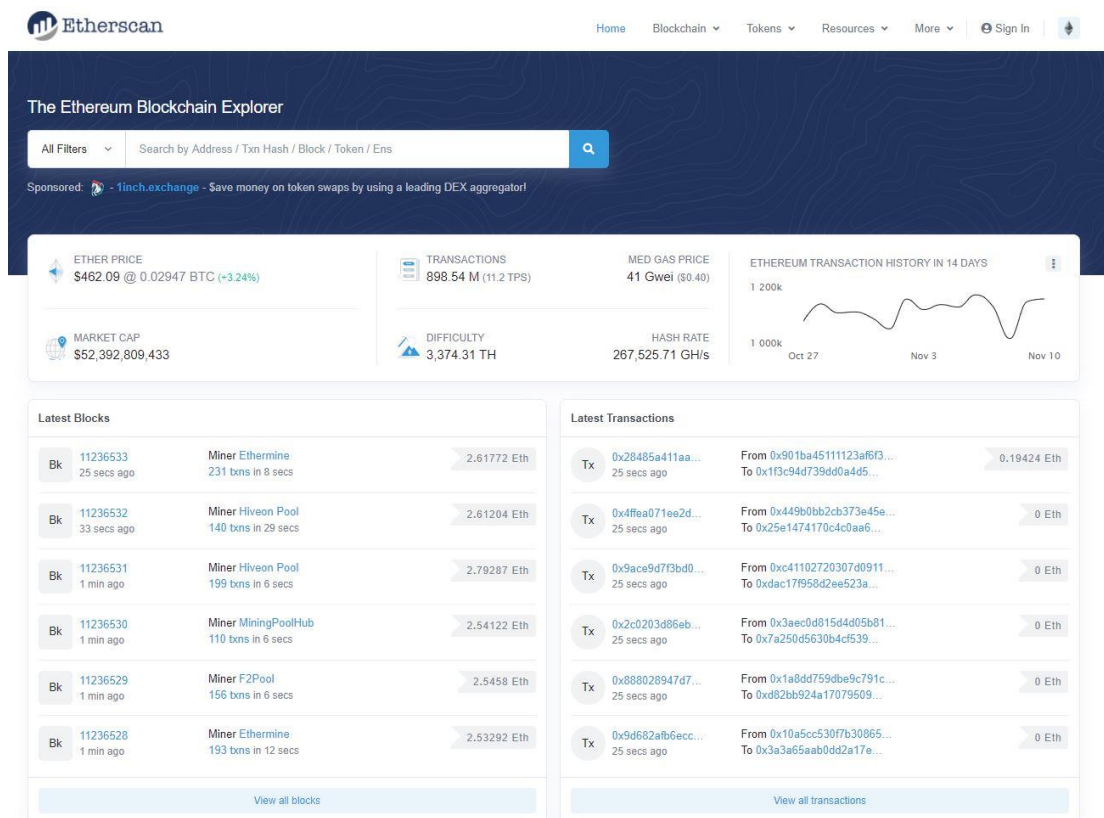 Etherscan
Home Blockchain Tokens Resources More Sign In
The Ethereum Blockchain Explorer
All Filters Search by Address / Txn Hash / Block / Token / Ens
Sponsored: - 1inch.exchange - $ave money on token swaps by using a leading DEX aggregator!
ETHER PRICE
$462.09 @ 0.02947 BTC (+3.24%)
MARKET CAP
$52,392,809,433
TRANSACTIONS
898.54 M (11.2 TPS)
MED GAS PRICE
41 Gwei ($0.40)
DIFFICULTY
3,374.31 TH
HASH RATE
267,525.71 GH/s
ETHEREUM TRANSACTION HISTORY IN 14 DAYS
1 200k
1 000k
Oct 27 Nov 3 Nov 10
Latest Blocks
Bk 11236533 Miner Ethermine 2.61772 Eth
25 secs ago 231 txns in 8 secs
Bk 11236532 Miner Hiveon Pool 2.61204 Eth
33 secs ago 140 txns in 29 secs
Bk 11236531 Miner Hiveon Pool 2.79287 Eth
1 min ago 199 txns in 6 secs
Bk 11236530 Miner MiningPoolHub 2.54122 Eth
1 min ago 110 txns in 6 secs
Bk 11236529 Miner F2Pool 2.5458 Eth
1 min ago 156 txns in 6 secs
Bk 11236528 Miner Ethermine 2.53292 Eth
1 min ago 193 txns in 12 secs
View all blocks
Latest Transactions
Tx 0x28485a411aa... From 0x901ba45111123af6f3... 0.19424 Eth
25 secs ago To 0x1f3c94d739dd0a4d5...
Tx 0x4ffea071ee2d... From 0x449b0bb2cb373e45e... 0 Eth
25 secs ago To 0x25e1474170c4c0aa6...
Tx 0x9ace9d7f3bd0... From 0xc41102720307d0911... 0 Eth
25 secs ago To 0xdac17f958d2ee523a...
Tx 0x2c0203d86eb... From 0x3aec0d815d4d05b81... 0 Eth
25 secs ago To 0x7a250d5630b4cf539...
Tx 0x888028947d7... From 0x1a8dd759dbe9c791c... 0 Eth
25 secs ago To 0xd82bb924a17079509...
Tx 0x9d682afb6ecc... From 0x10a5cc530f7b30865... 0 Eth
25 secs ago To 0x3a3a65aab0dd2a17e...
View all transactions